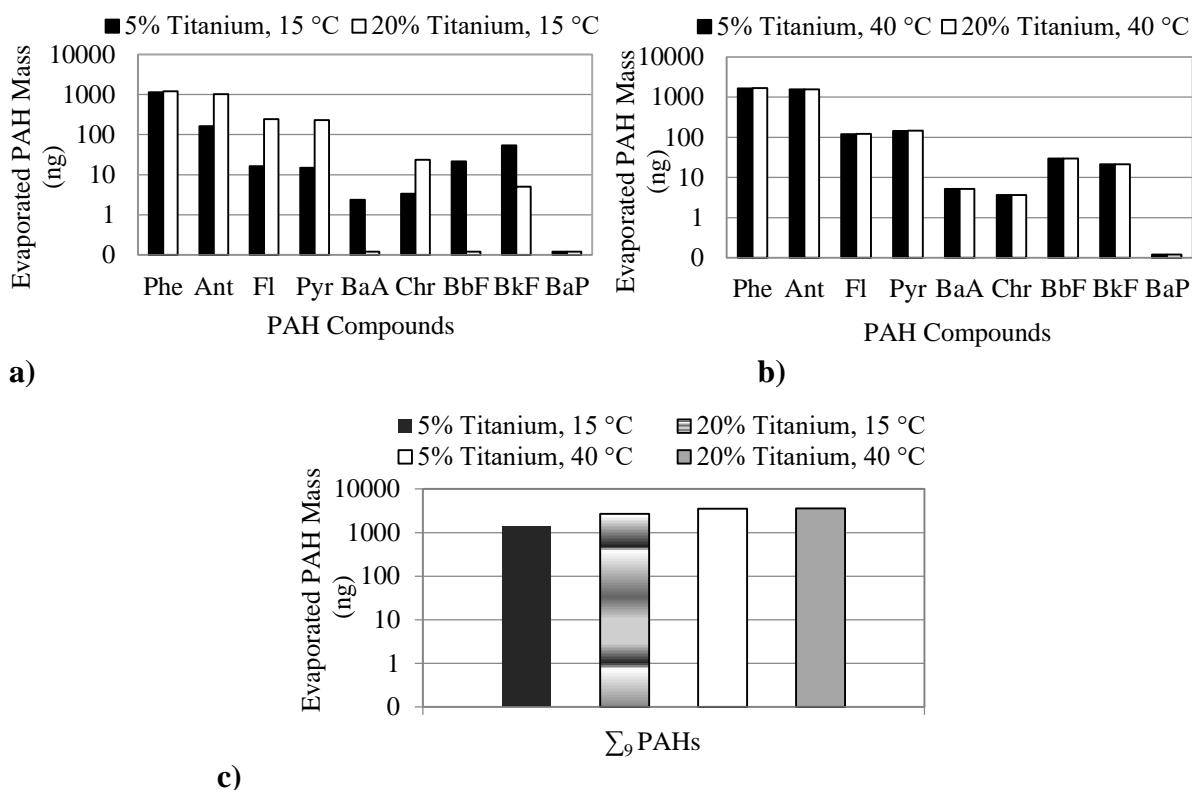 ■5% Titanium, 15 °C □20% Titanium, 15 °C
Evaporated PAH Mass
(ng)
10000
1000
100
10
1
0
Phe Ant Fl Pyr BaA Chr BbF BkF BaP
PAH Compounds
a)
■5% Titanium, 40 °C □20% Titanium, 40 °C
Evaporated PAH Mass
(ng)
10000
1000
100
10
1
0
Phe Ant Fl Pyr BaA Chr BbF BkF BaP
PAH Compounds
b)
5% Titanium, 15 °C 20% Titanium, 15 °C
5% Titanium, 40 °C 20% Titanium, 40 °C
Evaporated PAH Mass
(ng)
10000
1000
100
10
1
0
∑₉ PAHs
c)